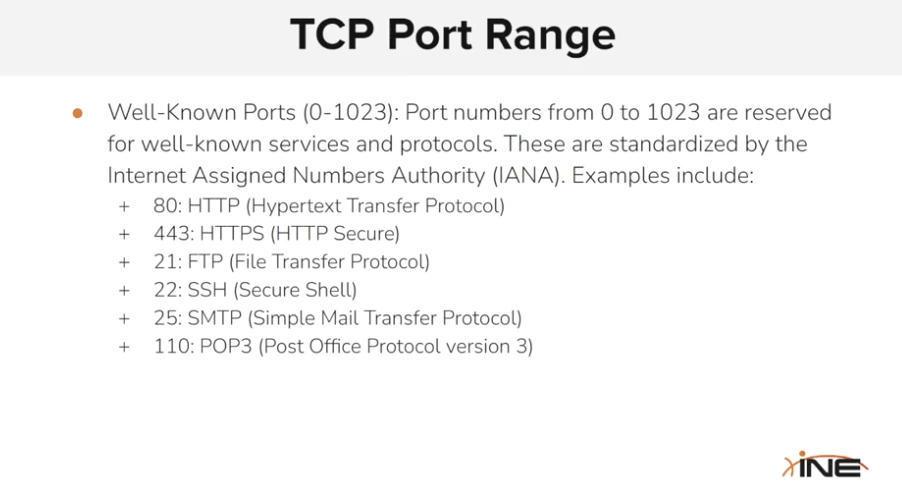 TCP Port Range
• Well-Known Ports (0-1023): Port numbers from 0 to 1023 are reserved
for well-known services and protocols. These are standardized by the
Internet Assigned Numbers Authority (IANA). Examples include:
+ 80: HTTP (Hypertext Transfer Protocol)
+ 443: HTTPS (HTTP Secure)
+ 21: FTP (File Transfer Protocol)
+ 22: SSH (Secure Shell)
+ 25: SMTP (Simple Mail Transfer Protocol)
+ 110: POP3 (Post Office Protocol version 3)
INE